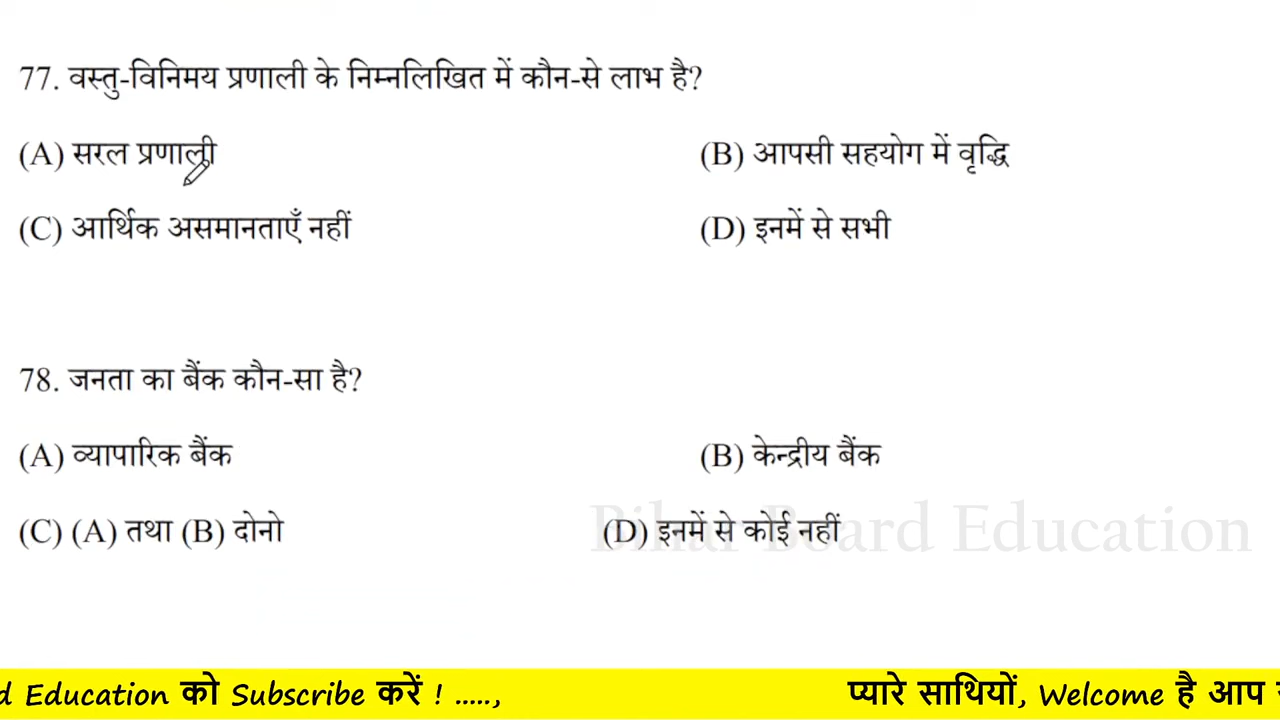 77. वस्तु-विनिमय प्रणाली के निम्नलिखित में कौन-से लाभ है?
(A) सरल प्रणाली (B) आपसी सहयोग में वृद्धि
(C) आर्थिक असमानताएँ नहीं (D) इनमें से सभी
78. जनता का बैंक कौन-सा है?
(A) व्यापारिक बैंक (B) केन्द्रीय बैंक
(C) (A) तथा (B) दोनो (D) इनमें से कोई नहीं
Bihar Board Education
d Education को Subscribe करें ! ....., प्यारे साथियों, Welcome है आप